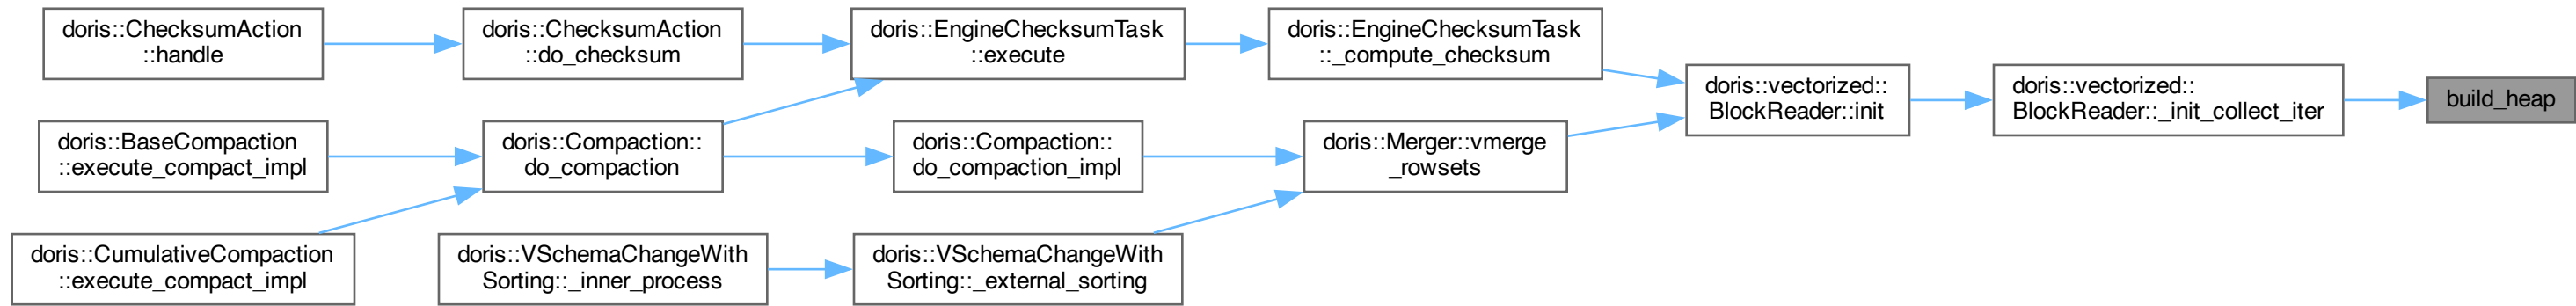 doris::ChecksumAction
::handle
doris::ChecksumAction
::do_checksum
doris::EngineChecksumTask
::execute
doris::EngineChecksumTask
::_compute_checksum
doris::vectorized::
BlockReader::init
doris::vectorized::
BlockReader::_init_collect_iter
build_heap
doris::BaseCompaction
::execute_compact_impl
doris::Compaction::
do_compaction
doris::Compaction::
do_compaction_impl
doris::Merger::vmerge
_rowsets
doris::CumulativeCompaction
::execute_compact_impl
doris::VSchemaChangeWith
Sorting::_inner_process
doris::VSchemaChangeWith
Sorting::_external_sorting